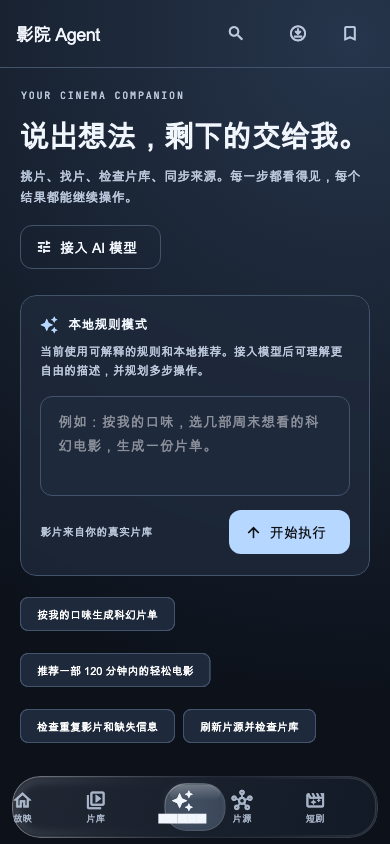 影院 Agent
YOUR CINEMA COMPANION
说出想法，剩下的交给我。
挑片、找片、检查片库、同步来源。每一步都看得见，每个
结果都能继续操作。
接入 AI 模型
本地规则模式
当前使用可解释的规则和本地推荐。接入模型后可理解更
自由的描述，并规划多步操作。
例如：按我的口味，选几部周末想看的科
幻电影，生成一份片单。
影片来自你的真实片库
开始执行
按我的口味生成科幻片单
推荐一部 120 分钟内的轻松电影
检查重复影片和缺失信息
刷新片源并检查片库
放映
片库
片源
短剧